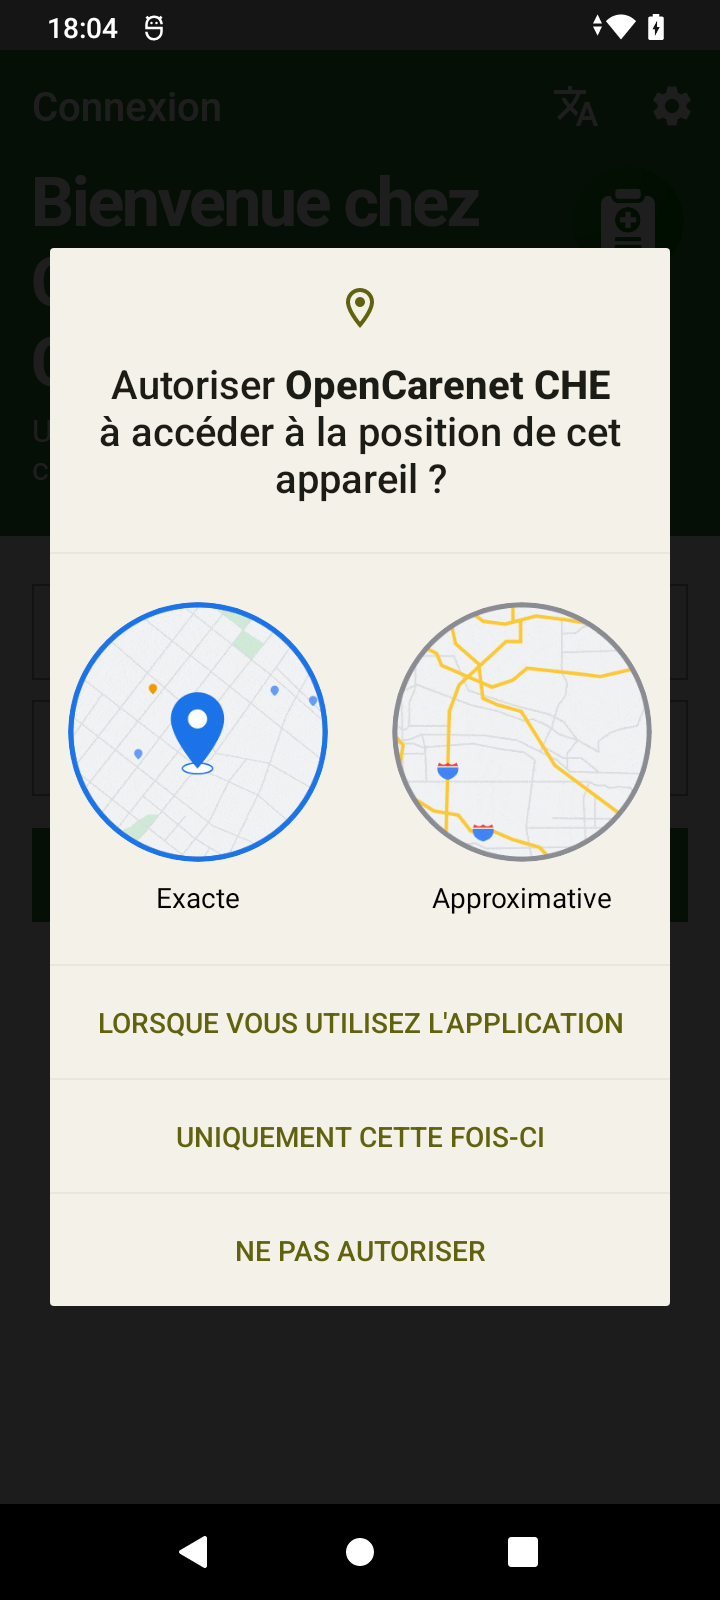 18:04
Connexion
Bienvenue chez
Autoriser OpenCarenet CHE
à accéder à la position de cet
appareil ?
Exacte
Approximative
LORSQUE VOUS UTILISEZ L'APPLICATION
UNIQUEMENT CETTE FOIS-CI
NE PAS AUTORISER